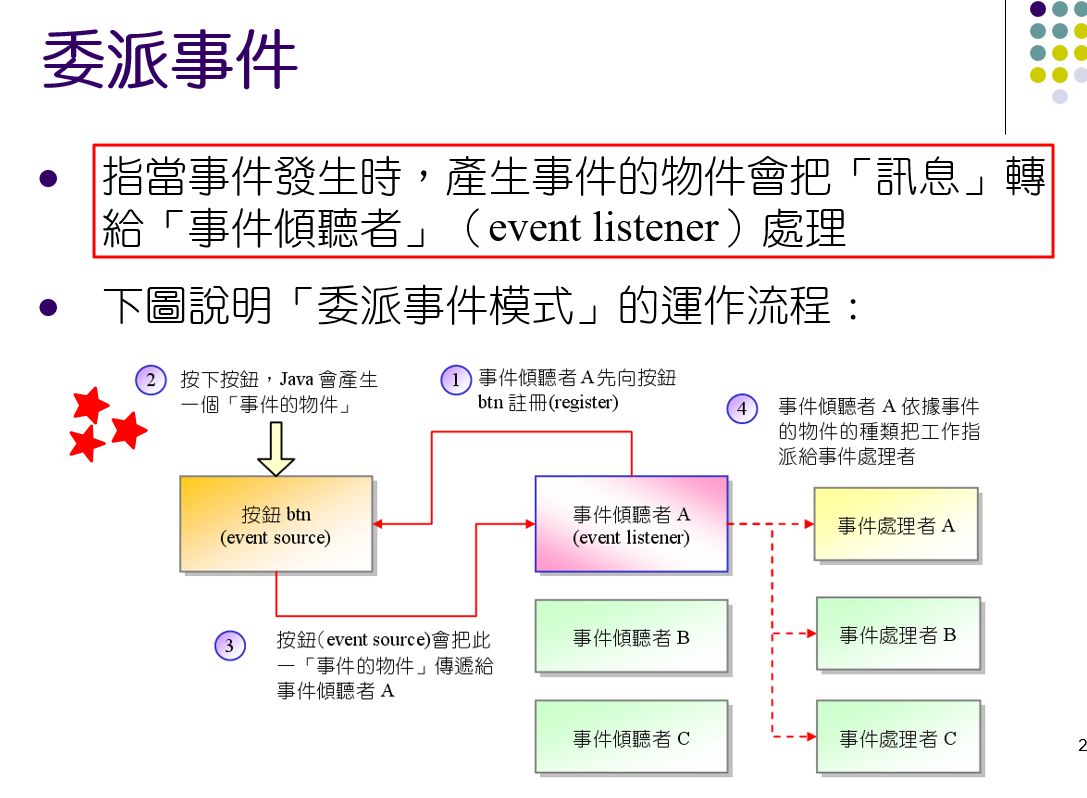 委派事件
指當事件發生時，產生事件的物件會把「訊息」轉
給「事件傾聽者」（event listener）處理
下圖說明「委派事件模式」的運作流程：
2
按下按鈕，Java 會產生
一個「事件的物件」
1
事件傾聽者 A 先向按鈕
btn 註冊(register)
4
事件傾聽者 A 依據事件
的物件的種類把工作指
派給事件處理者
按鈕 btn
(event source)
事件傾聽者 A
(event listener)
事件處理者 A
3
按鈕(event source)會把此
一「事件的物件」傳遞給
事件傾聽者 A
事件傾聽者 B
事件處理者 B
事件傾聽者 C
事件處理者 C
2